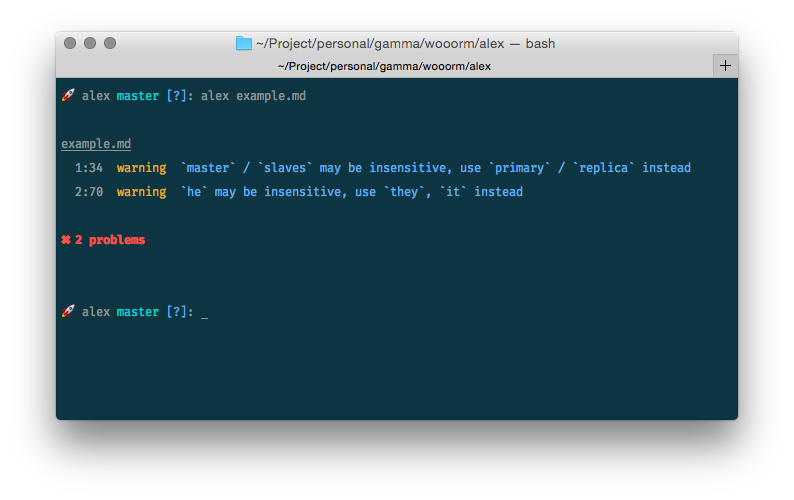 ~/Project/personal/gamma/wooorm/alex — bash
~/Project/personal/gamma/wooorm/alex
+
🚀 alex master [?]: alex example.md
example.md
1:34 warning `master` / `slaves` may be insensitive, use `primary` / `replica` instead
2:70 warning `he` may be insensitive, use `they`, `it` instead
✖ 2 problems
🚀 alex master [?]: _